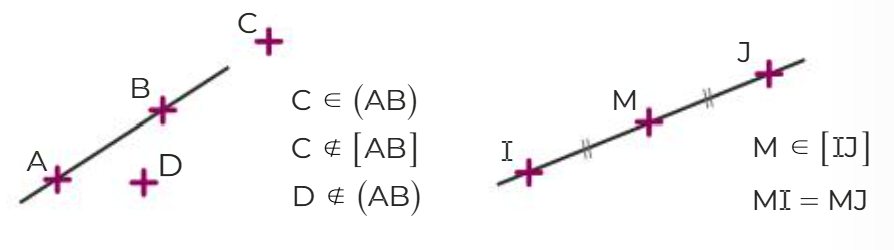 C
B
A
D
C ∈ (AB)
C ∉ [AB]
D ∉ (AB)
J
M
I
M ∈ [IJ]
MI = MJ